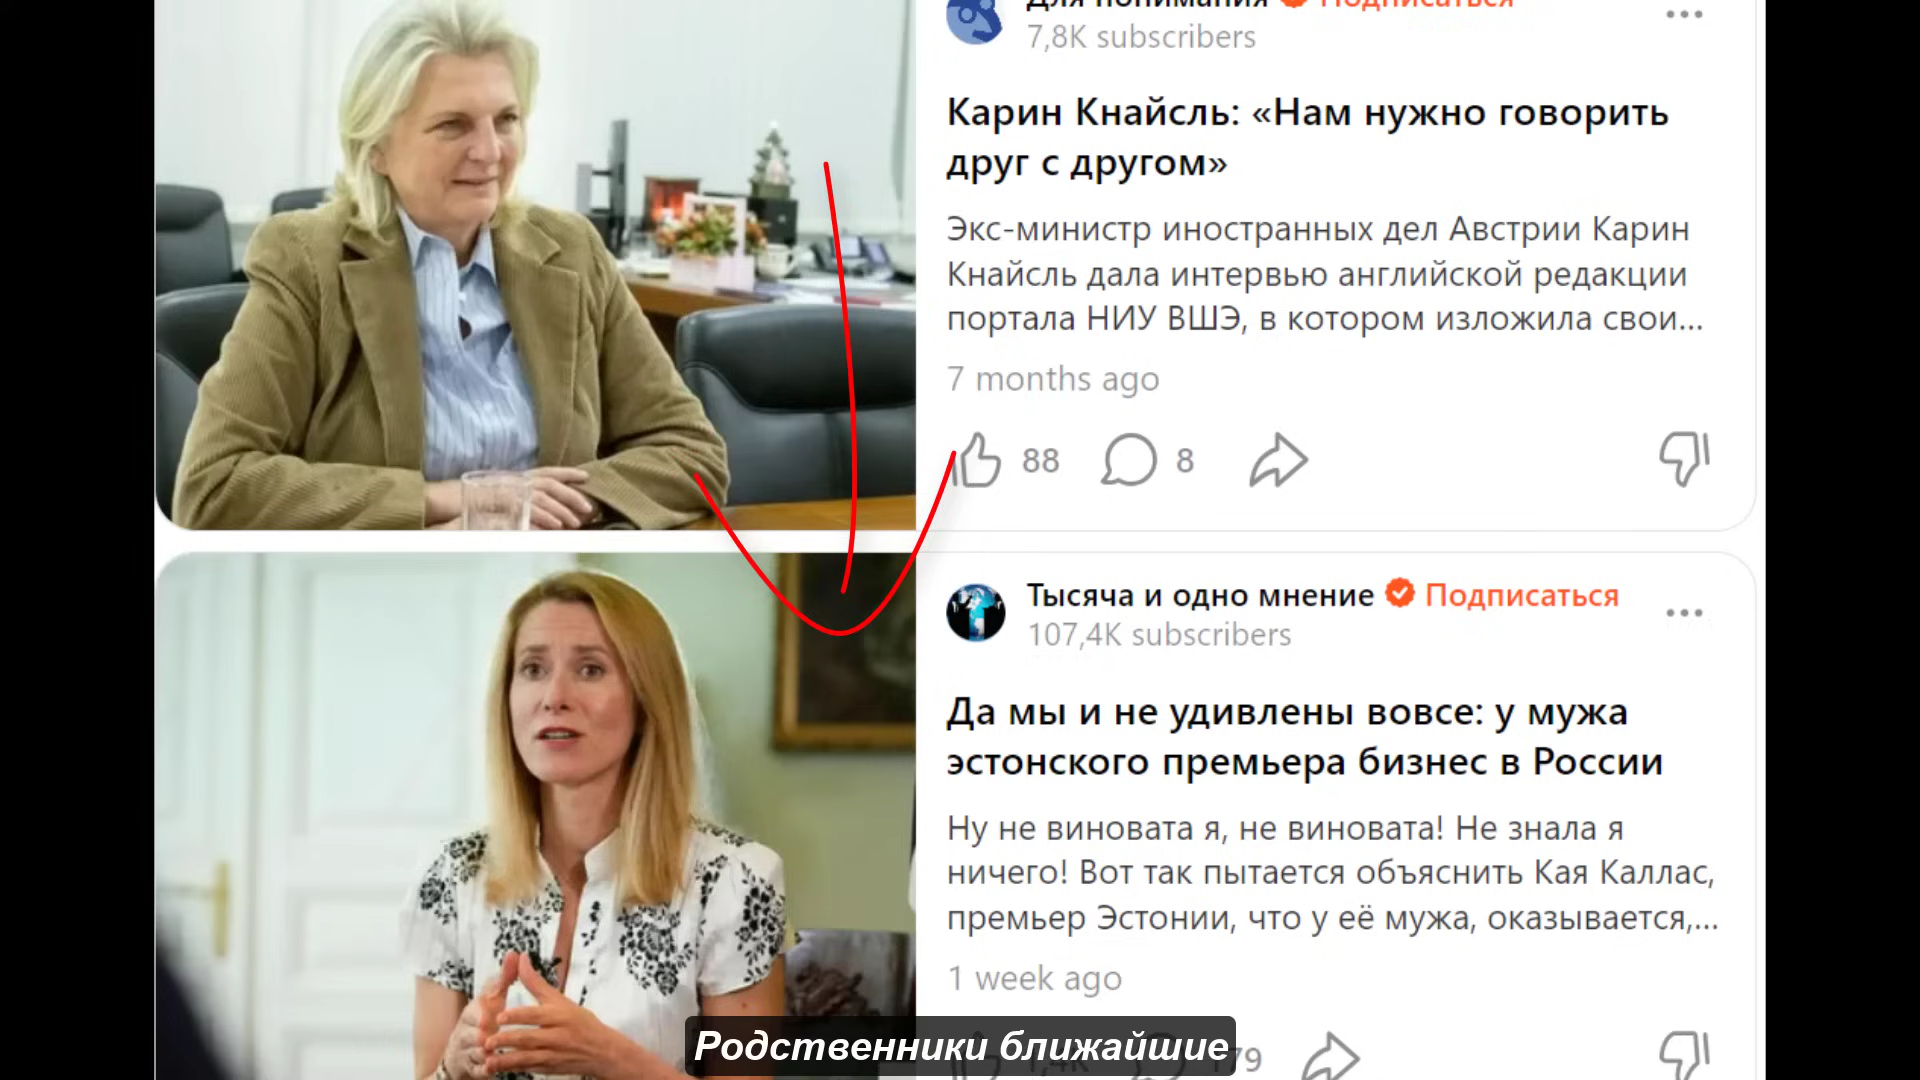 Для понимания Подписаться
7,8K subscribers
Карин Кнайсль: «Нам нужно говорить
друг с другом»
Экс-министр иностранных дел Австрии Карин
Кнайсль дала интервью английской редакции
портала НИУ ВШЭ, в котором изложила свои...
7 months ago
88 8
Тысяча и одно мнение Подписаться
107,4K subscribers
Да мы и не удивлены вовсе: у мужа
эстонского премьера бизнес в России
Ну не виновата я, не виновата! Не знала я
ничего! Вот так пытается объяснить Кая Каллас,
премьер Эстонии, что у её мужа, оказывается,...
1 week ago
Родственники ближайшие